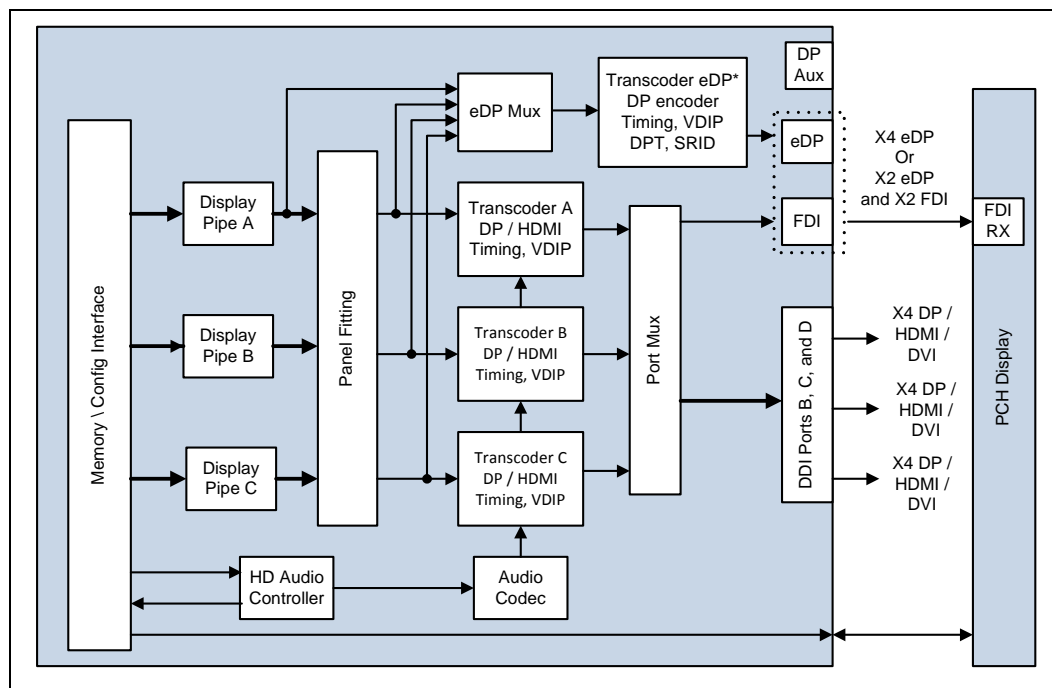 DP
Aux
Transcoder eDP*
DP encoder
Timing, VDIP
DPT, SRID
eDP Mux
eDP
X4 eDP
Or
X2 eDP
and X2 FDI
FDI
FDI
RX
Memory \ Config Interface
Display
Pipe A
Display
Pipe B
Display
Pipe C
Panel Fitting
Transcoder A
DP / HDMI
Timing, VDIP
Transcoder B
DP / HDMI
Timing, VDIP
Transcoder C
DP / HDMI
Timing, VDIP
Port Mux
DDI Ports B, C, and D
X4 DP /
HDMI /
DVI
X4 DP /
HDMI /
DVI
X4 DP /
HDMI /
DVI
PCH Display
HD Audio
Controller
Audio
Codec